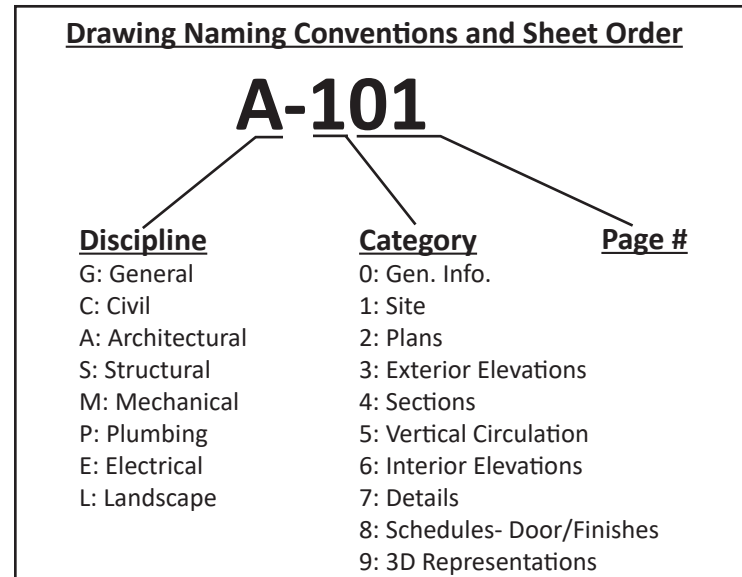 Drawing Naming Conventions and Sheet Order
A-101
Discipline
G: General
C: Civil
A: Architectural
S: Structural
M: Mechanical
P: Plumbing
E: Electrical
L: Landscape
Category
0: Gen. Info.
1: Site
2: Plans
3: Exterior Elevations
4: Sections
5: Vertical Circulation
6: Interior Elevations
7: Details
8: Schedules- Door/Finishes
9: 3D Representations
Page #